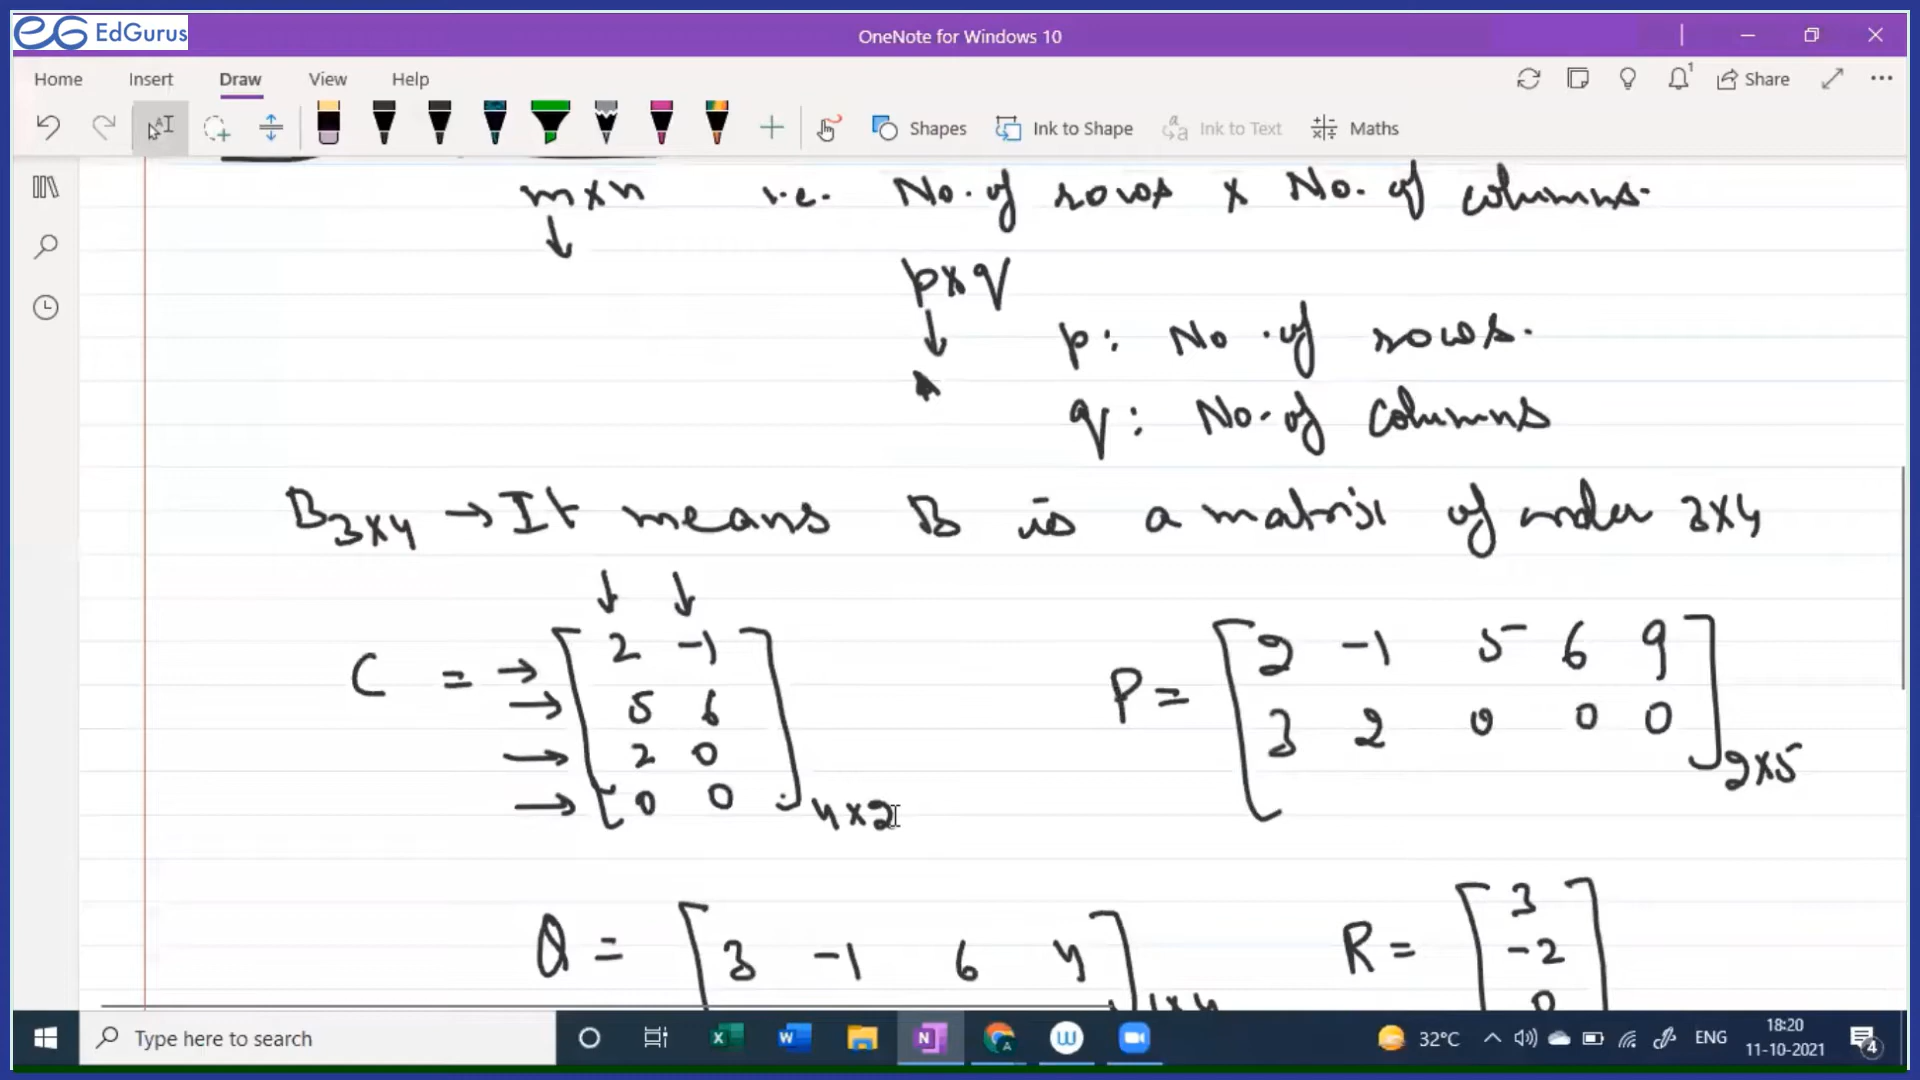 EdGurus
OneNote for Windows 10
Home Insert Draw View Help
Share
Shapes Ink to Shape Ink to Text Maths
m×n i.e. No. of rows × No. of columns.
p×q
p: No. of rows.
q: No. of columns
B3×4 → It means B is a matrix of order 3×4
C = 2 -1
5 6
2 0
0 0 4×2
P = 2 -1 5 6 9
3 2 0 0 0 2×5
Q = 3 -1 6 4 1×4
R = 3
-2
0
Type here to search
32°C ENG 18:20
11-10-2021 4